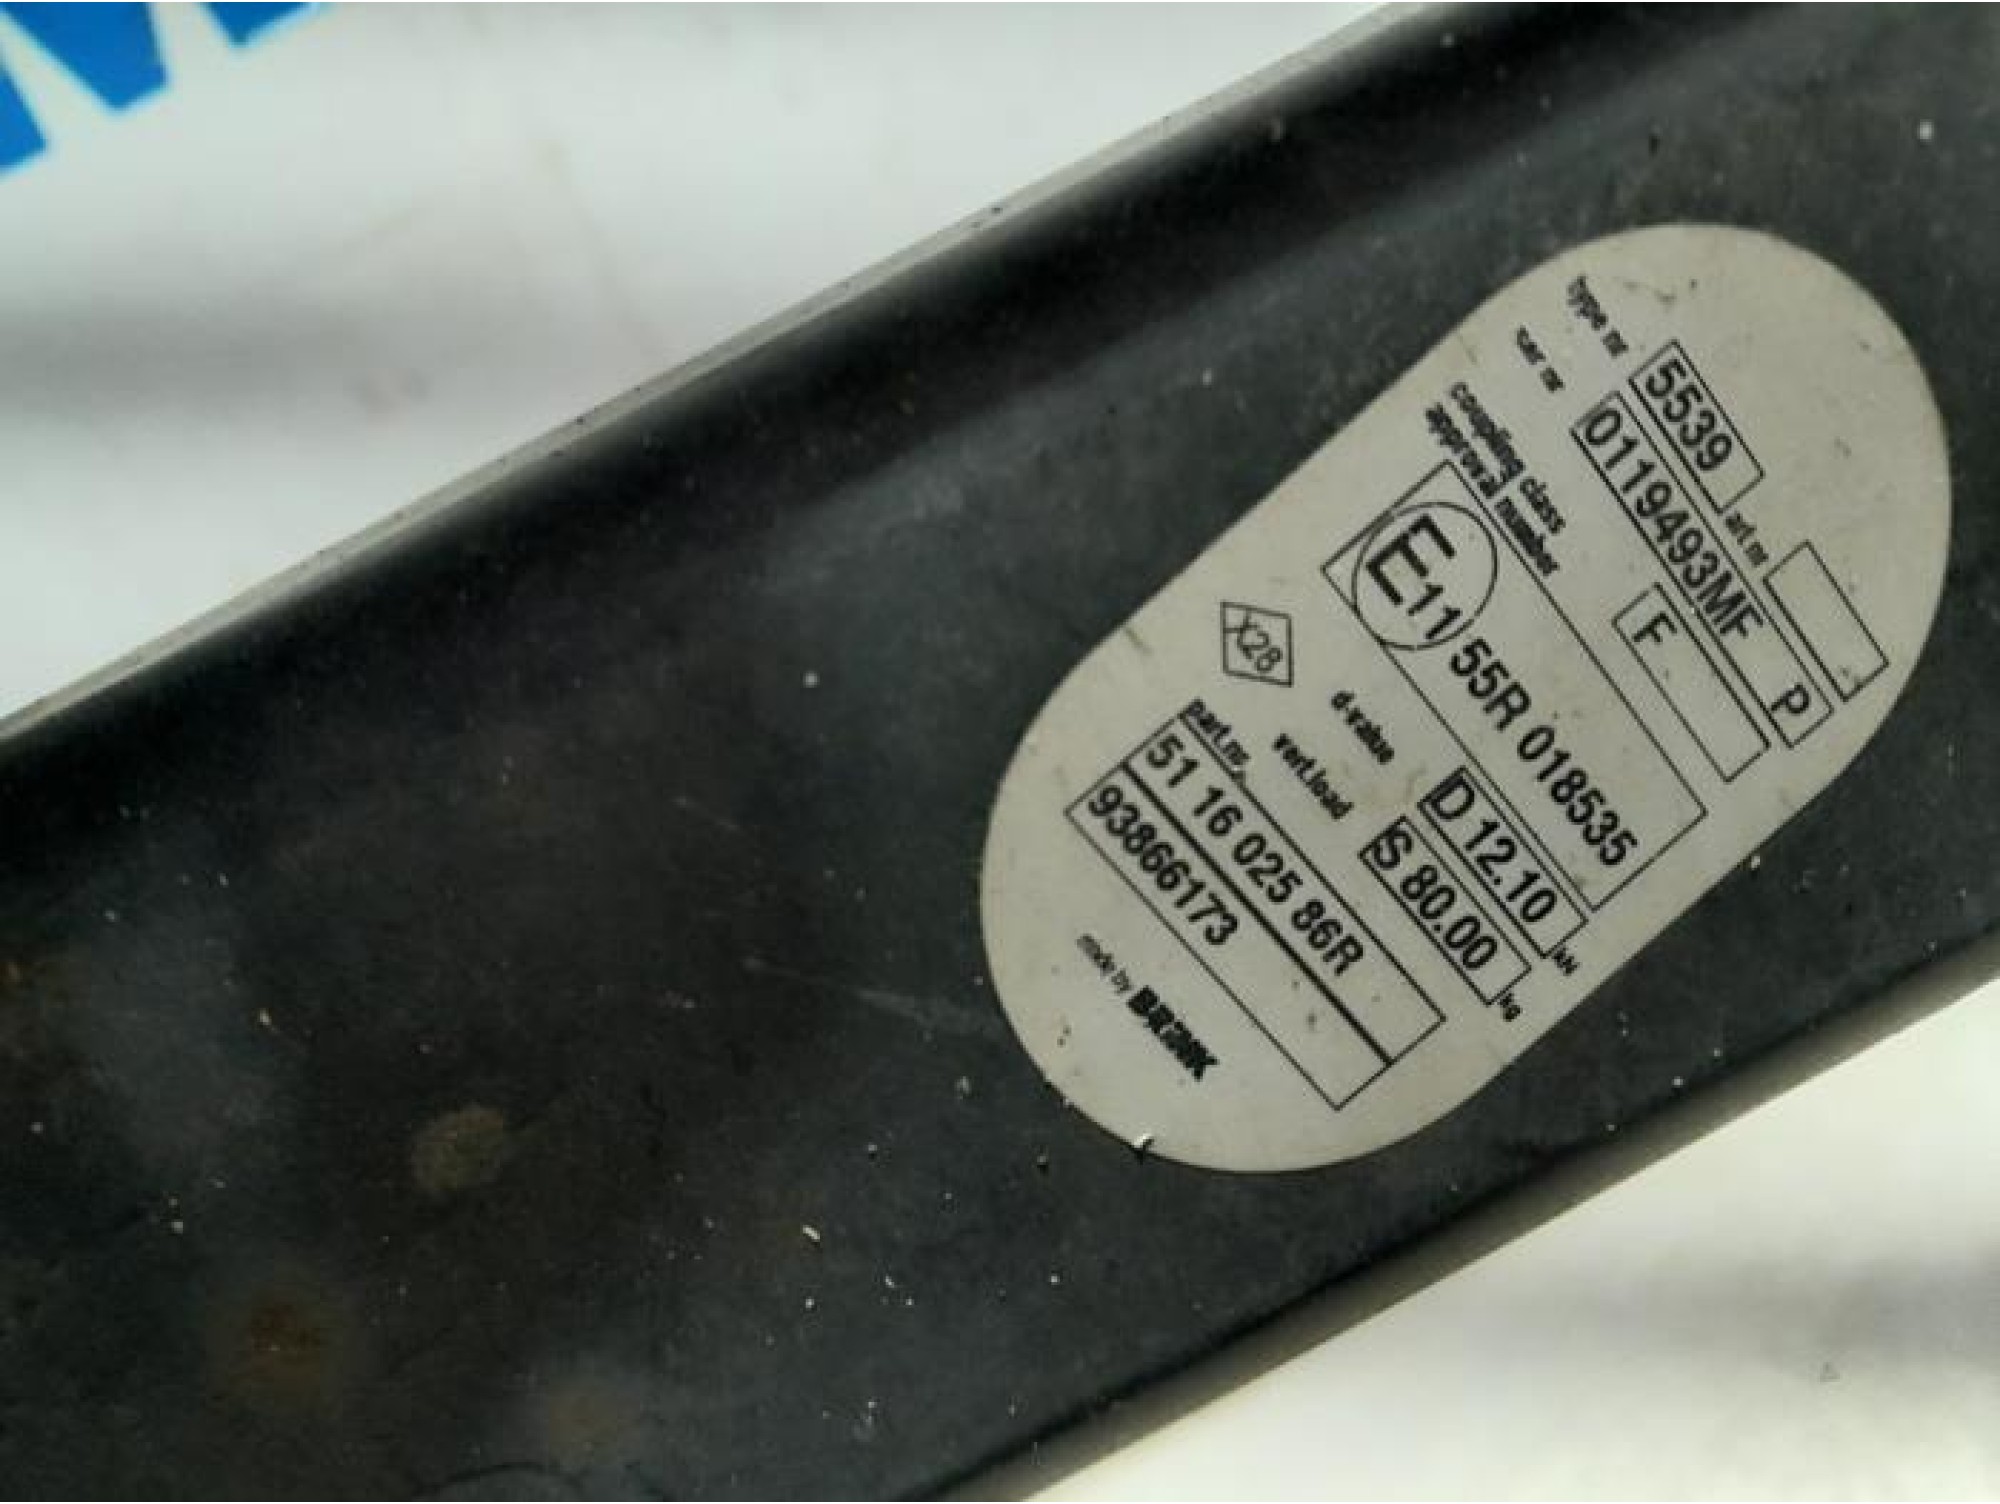 type nr 5539 art nr
ser nr 0119493MF P
coupling class F
approval number
E11 55R 018535
X28
d-value D 12.10 kN
vert.load S 80.00 kg
part.nr.
51 16 025 86R
93866173
made by BRINK